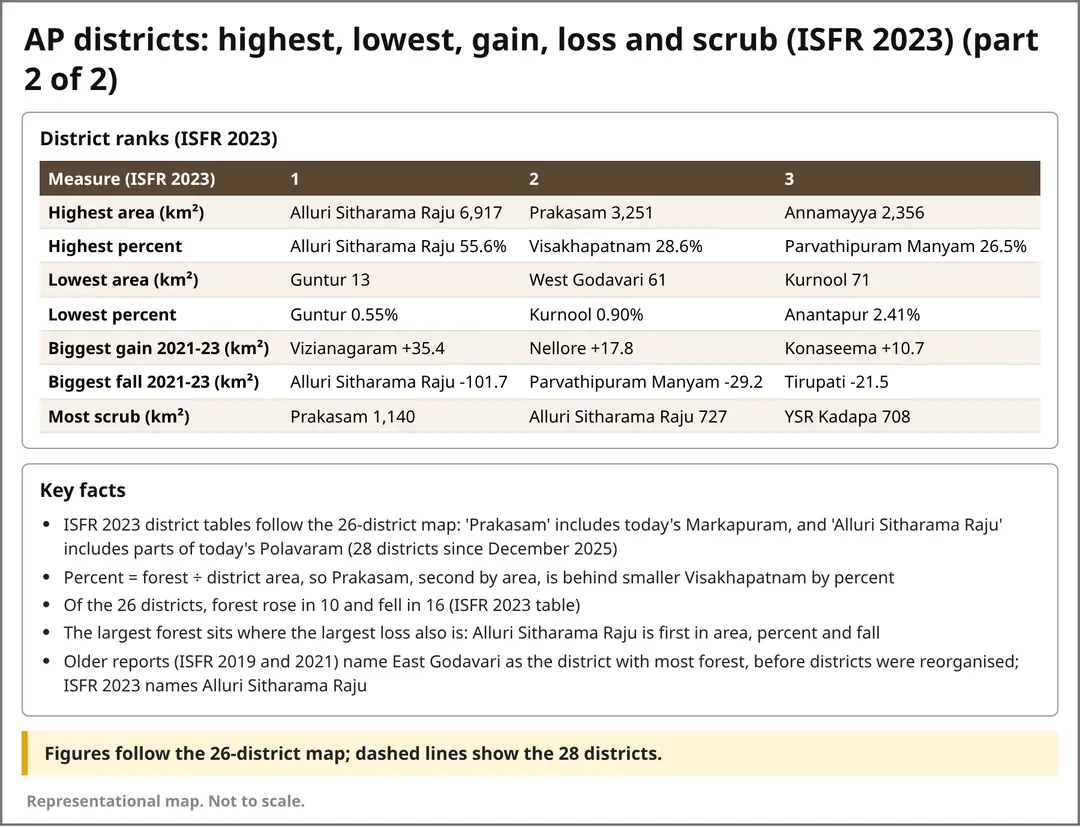 AP districts: highest, lowest, gain, loss and scrub (ISFR 2023) (part
2 of 2)
District ranks (ISFR 2023)
Measure (ISFR 2023) 1 2 3
Highest area (km²) Alluri Sitharama Raju 6,917 Prakasam 3,251 Annamayya 2,356
Highest percent Alluri Sitharama Raju 55.6% Visakhapatnam 28.6% Parvathipuram Manyam 26.5%
Lowest area (km²) Guntur 13 West Godavari 61 Kurnool 71
Lowest percent Guntur 0.55% Kurnool 0.90% Anantapur 2.41%
Biggest gain 2021-23 (km²) Vizianagaram +35.4 Nellore +17.8 Konaseema +10.7
Biggest fall 2021-23 (km²) Alluri Sitharama Raju -101.7 Parvathipuram Manyam -29.2 Tirupati -21.5
Most scrub (km²) Prakasam 1,140 Alluri Sitharama Raju 727 YSR Kadapa 708
Key facts
• ISFR 2023 district tables follow the 26-district map: 'Prakasam' includes today's Markapuram, and 'Alluri Sitharama Raju'
includes parts of today's Polavaram (28 districts since December 2025)
• Percent = forest ÷ district area, so Prakasam, second by area, is behind smaller Visakhapatnam by percent
• Of the 26 districts, forest rose in 10 and fell in 16 (ISFR 2023 table)
• The largest forest sits where the largest loss also is: Alluri Sitharama Raju is first in area, percent and fall
• Older reports (ISFR 2019 and 2021) name East Godavari as the district with most forest, before districts were reorganised;
ISFR 2023 names Alluri Sitharama Raju
Figures follow the 26-district map; dashed lines show the 28 districts.
Representational map. Not to scale.